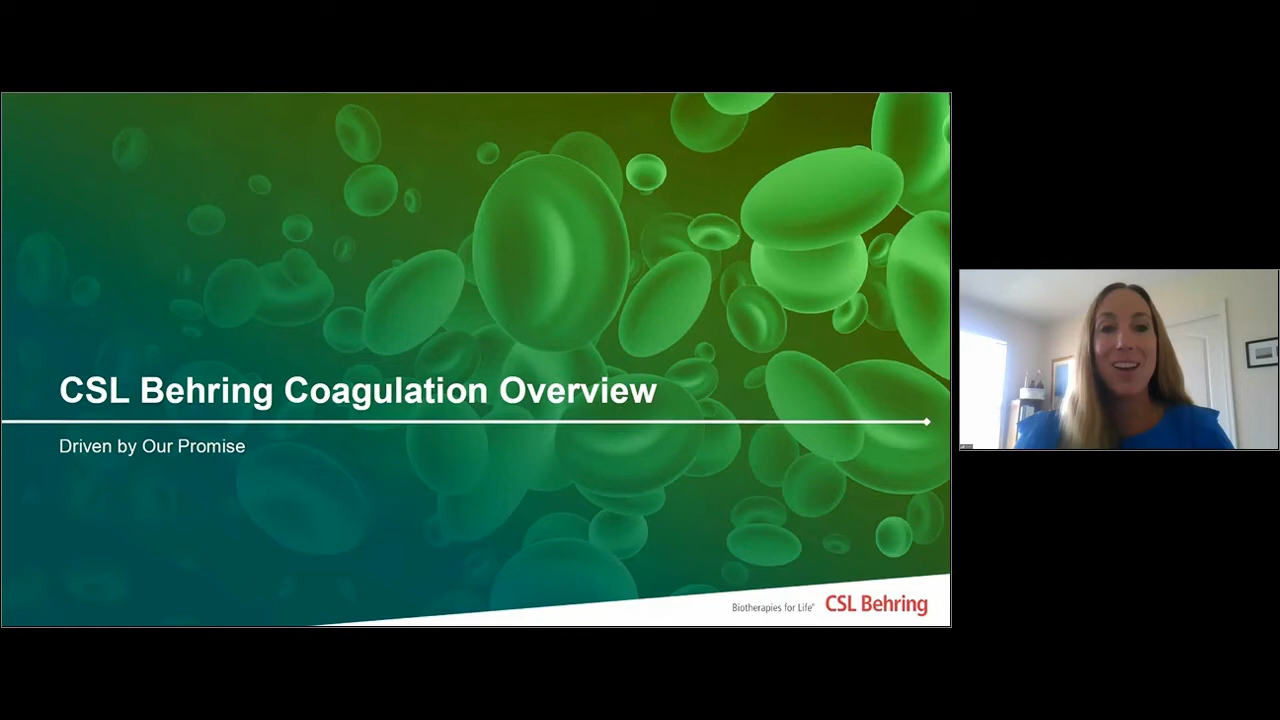 CSL Behring Coagulation Overview
Driven by Our Promise
Biotherapies for Life® CSL Behring